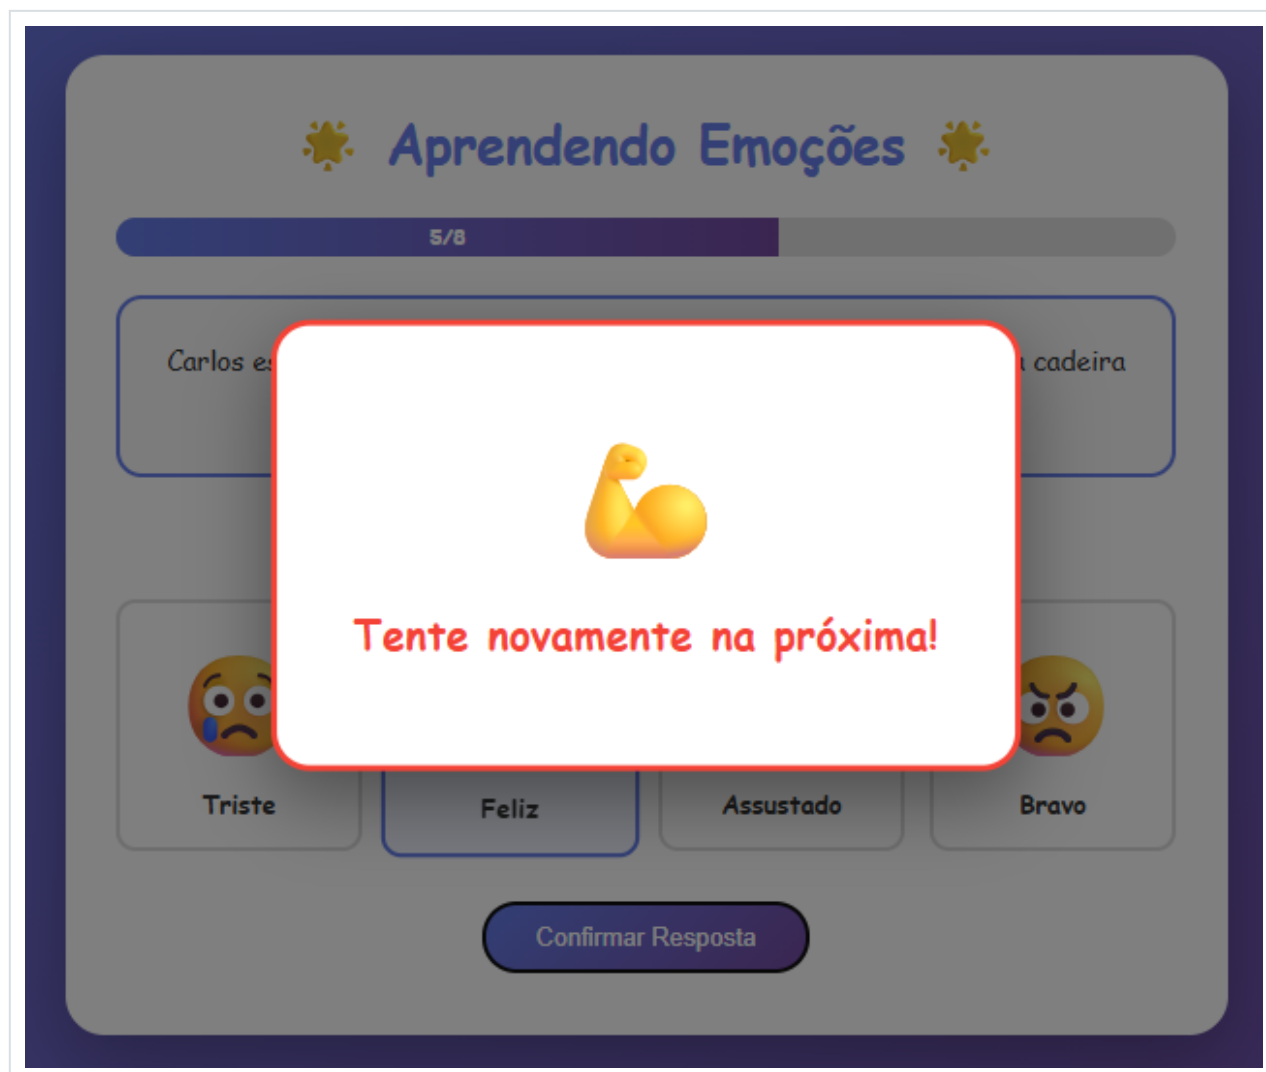 Aprendendo Emoções
5/8
Carlos cadeira
Tente novamente na próxima!
Triste
Feliz
Assustado
Bravo
Confirmar Resposta